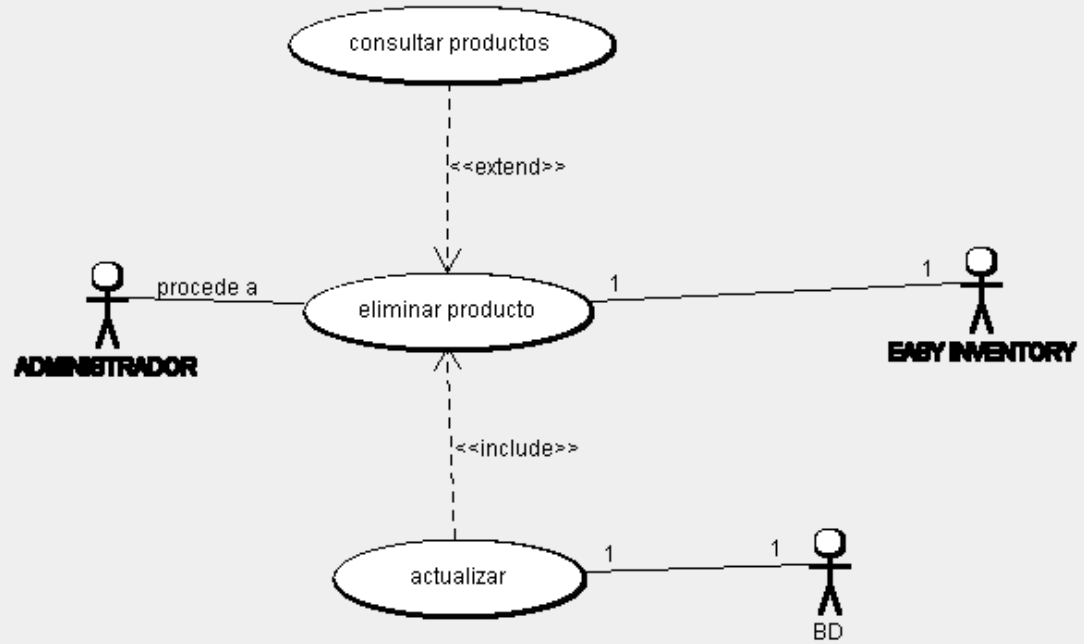 consultar productos
<<extend>>
procede a
eliminar producto
1
1
ADMINISTRADOR
EASY INVENTORY
<<include>>
actualizar
1
1
BD